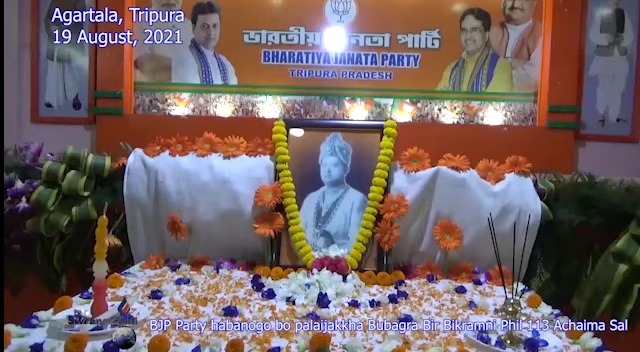 Agartala, Tripura
19 August, 2021
ভারতীয় জনতা পার্টি
BHARATIYA JANATA PARTY
TRIPURA PRADESH
BJP Party habanogo bo palaijakkha Bubagra Bir Bikramni Phil 113 Achaima Sal